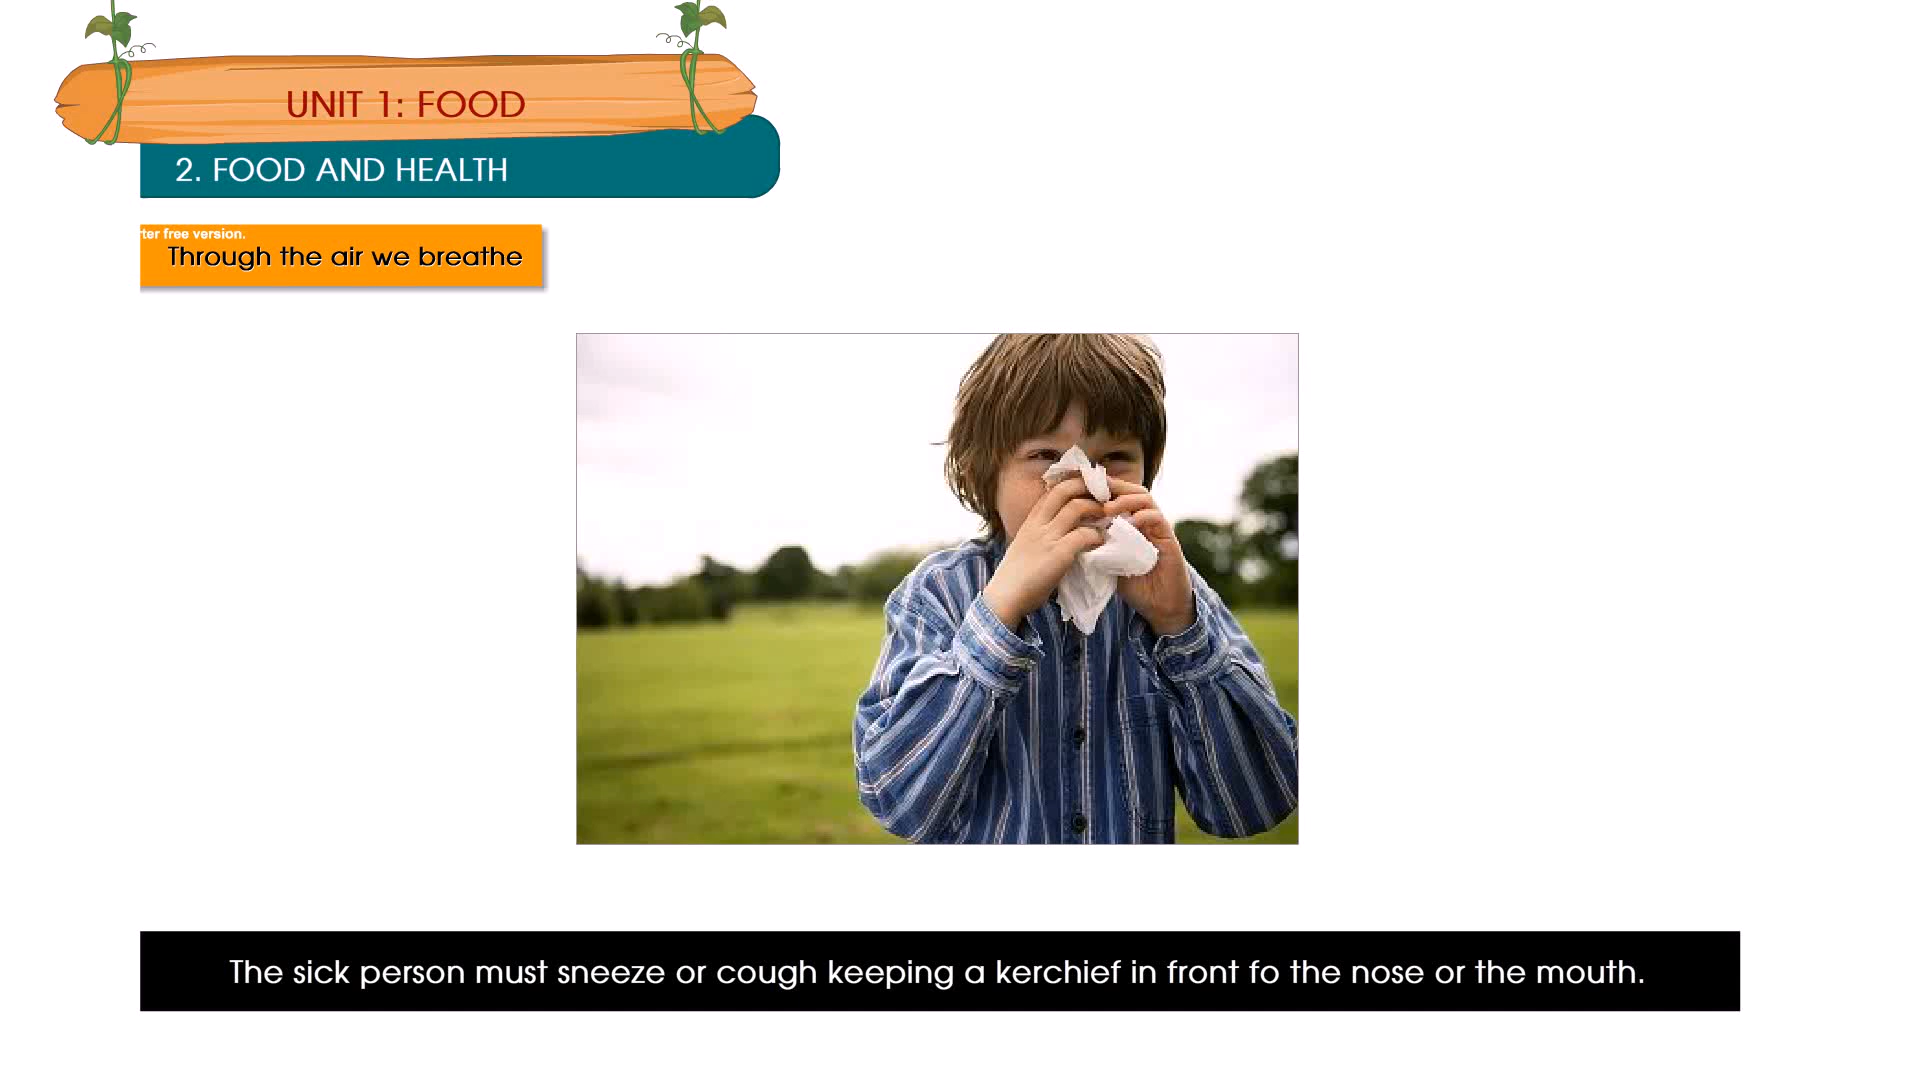 UNIT 1: FOOD
2. FOOD AND HEALTH
rter free version.
Through the air we breathe
The sick person must sneeze or cough keeping a kerchief in front fo the nose or the mouth.